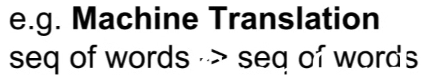 e.g. Machine Translation
seq of words -> seq of words